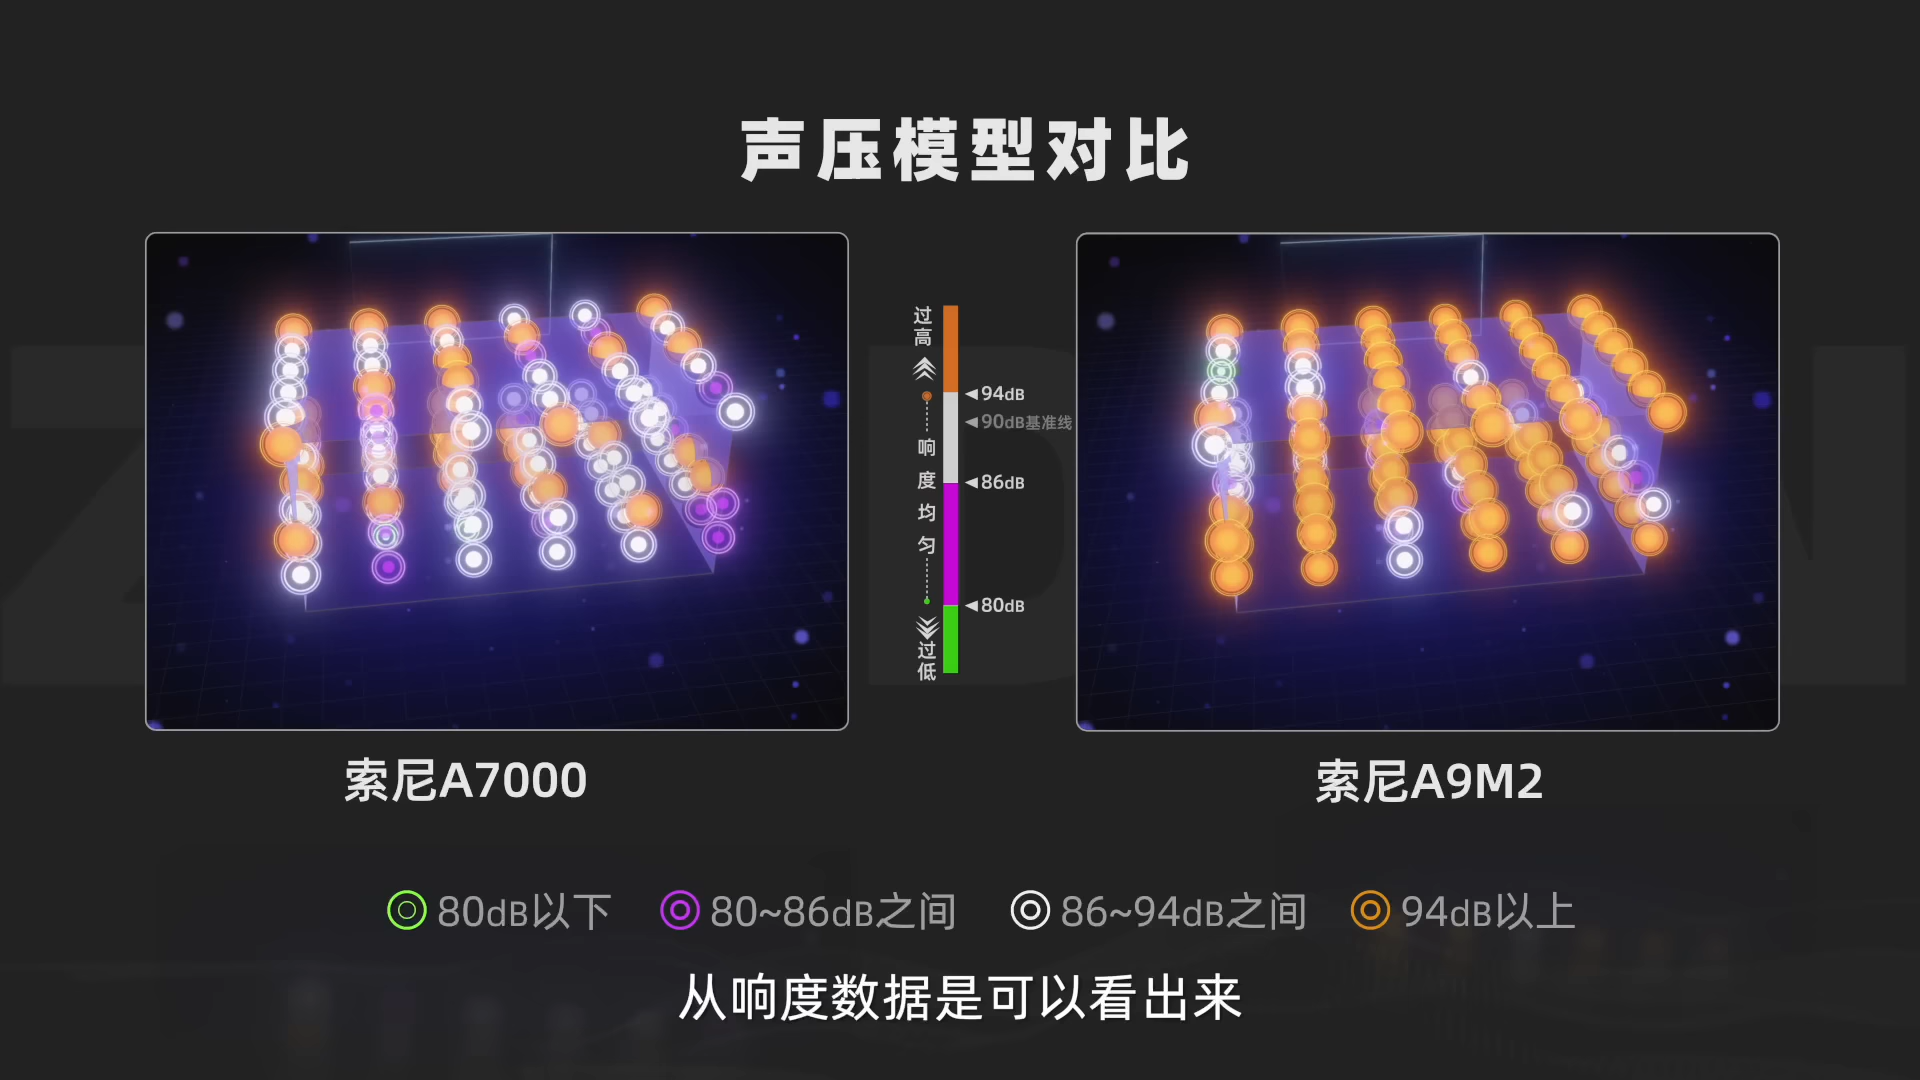 声压模型对比
过高
94dB
90dB基准线
响度均匀
86dB
80dB
过低
索尼A7000
索尼A9M2
80dB以下
80~86dB之间
86~94dB之间
94dB以上
从响度数据是可以看出来